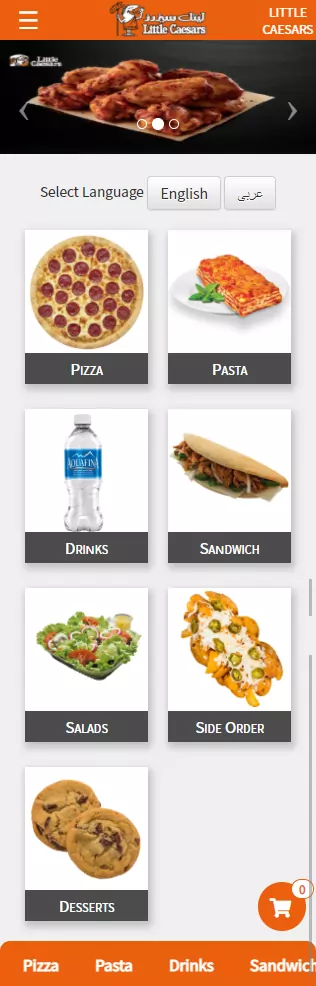 ليتل سيزرز
Little Caesars
LITTLE
CAESARS
Little
Caesars
Select Language English عربى
PIZZA
PASTA
AQUAFINA
DRINKS
SANDWICH
SALADS
SIDE ORDER
DESSERTS
0
Pizza Pasta Drinks Sandwich